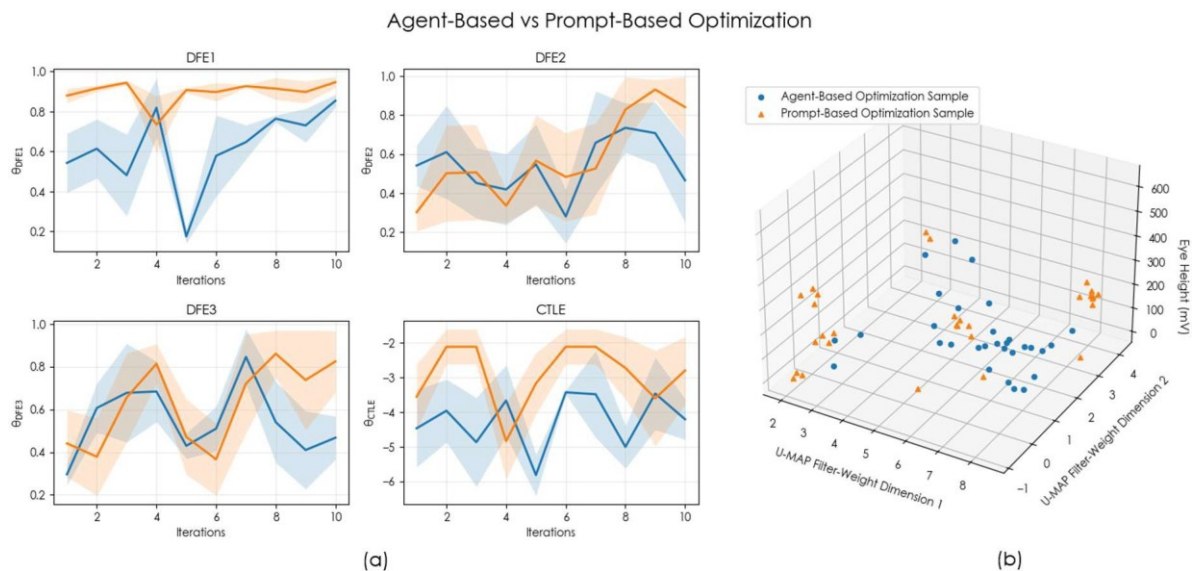 Agent-Based vs Prompt-Based Optimization
DFE1
1.0
0.8
0.6
0.4
0.2
θDFE1
2 4 6 8 10
Iterations
DFE2
1.0
0.8
0.6
0.4
0.2
θDFE2
2 4 6 8 10
Iterations
DFE3
1.0
0.8
0.6
0.4
0.2
θDFE3
2 4 6 8 10
Iterations
CTLE
−2
−3
−4
−5
−6
θCTLE
2 4 6 8 10
Iterations
(a)
Agent-Based Optimization Sample
Prompt-Based Optimization Sample
600
500
400
300
200
100
0
Eye Height (mV)
2 3 4 5 6 7 8
U-MAP Filter-Weight Dimension 1
−1 0 1 2 3 4
U-MAP Filter-Weight Dimension 2
(b)